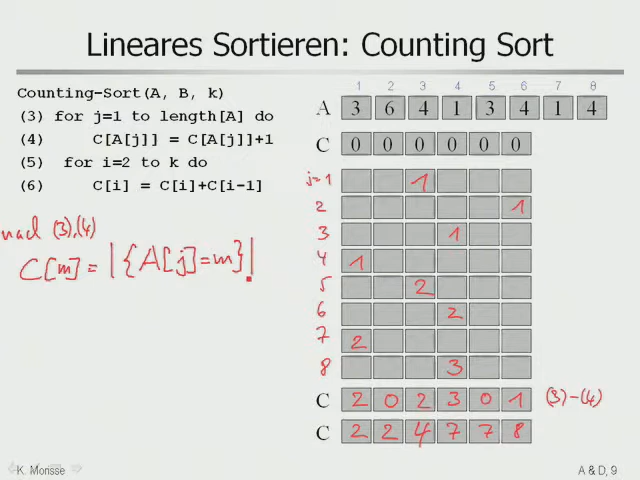 Lineares Sortieren: Counting Sort
Counting-Sort(A, B, k)
(3) for j=1 to length[A] do
(4) C[A[j]] = C[A[j]]+1
(5) for i=2 to k do
(6) C[i] = C[i]+C[i-1]
nach (3),(4)
C[m] = |{A[j]=m}|
1 2 3 4 5 6 7 8
A 3 6 4 1 3 4 1 4
C 0 0 0 0 0 0
j=1 1
2 1
3 1
4 1
5 2
6 2
7 2
8 3
C 2 0 2 3 0 1 (3)-(4)
C 2 2 4 7 7 8
K. Morisse
A & D, 9